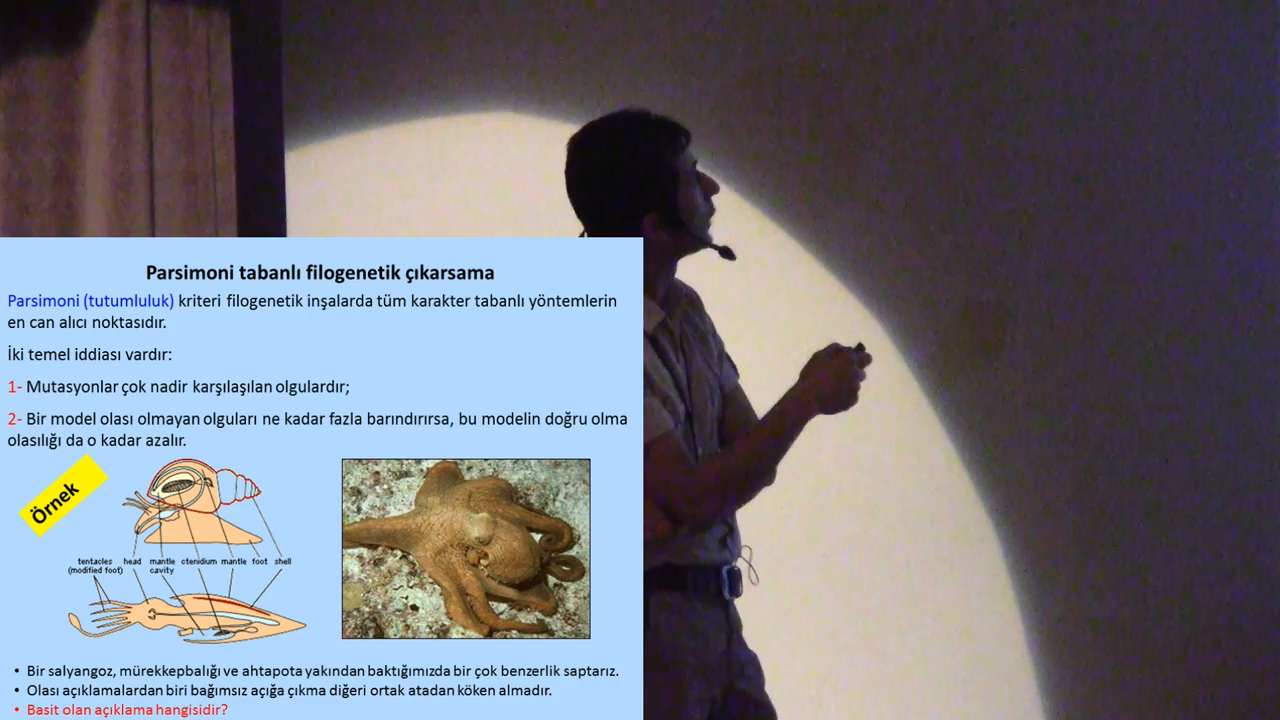 Parsimoni tabanlı filogenetik çıkarsama
Parsimoni (tutumluluk) kriteri filogenetik inşalarda tüm karakter tabanlı yöntemlerin
en can alıcı noktasıdır.
İki temel iddiası vardır:
1- Mutasyonlar çok nadir karşılaşılan olgulardır;
2- Bir model olası olmayan olguları ne kadar fazla barındırırsa, bu modelin doğru olma
olasılığı da o kadar azalır.
Örnek
tentacles head mantle ctenidium mantle foot shell
(modified foot) cavity
• Bir salyangoz, mürekkepbalığı ve ahtapota yakından baktığımızda bir çok benzerlik saptarız.
• Olası açıklamalardan biri bağımsız açığa çıkma diğeri ortak atadan köken almadır.
• Basit olan açıklama hangisidir?